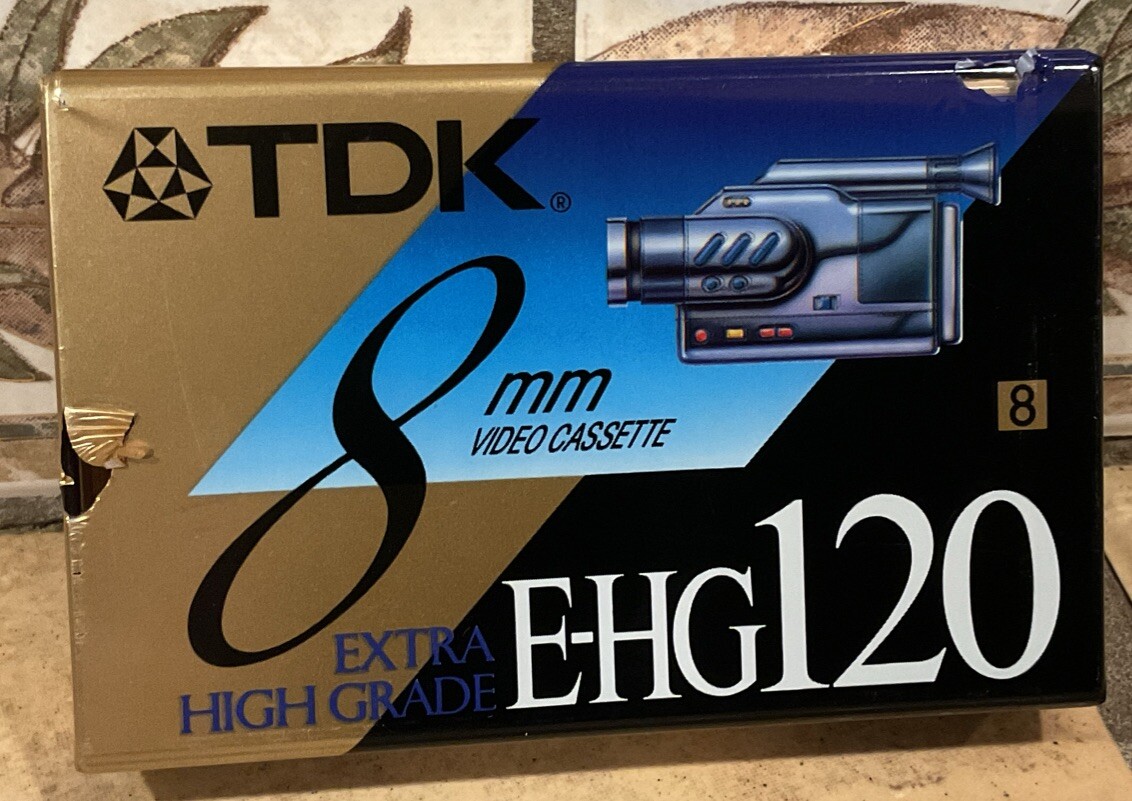 TDK®
8 mm
VIDEO CASSETTE
8
EXTRA
HIGH GRADE
E-HG120